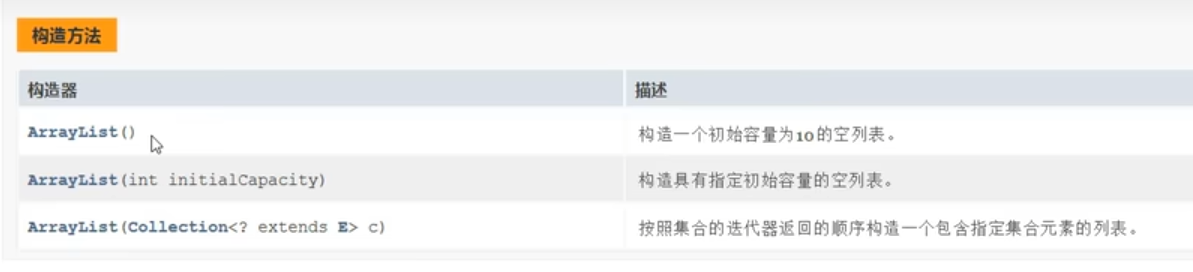 构造方法
构造器 描述
ArrayList() 构造一个初始容量为10的空列表。
ArrayList(int initialCapacity) 构造具有指定初始容量的空列表。
ArrayList(Collection<? extends E> c) 按照集合的迭代器返回的顺序构造一个包含指定集合元素的列表。